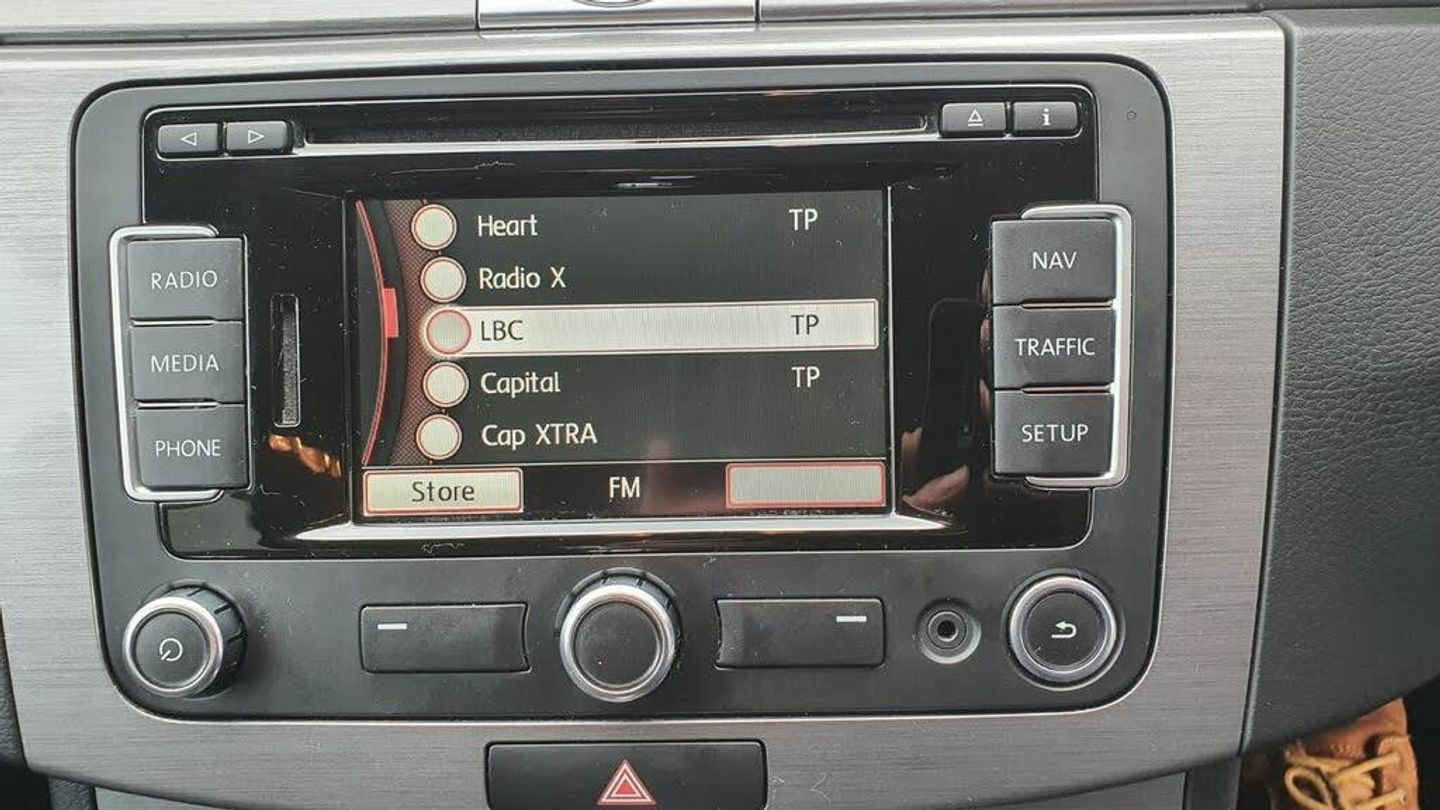 i
RADIO
MEDIA
PHONE
Heart TP
Radio X
LBC TP
Capital TP
Cap XTRA
Store FM
NAV
TRAFFIC
SETUP